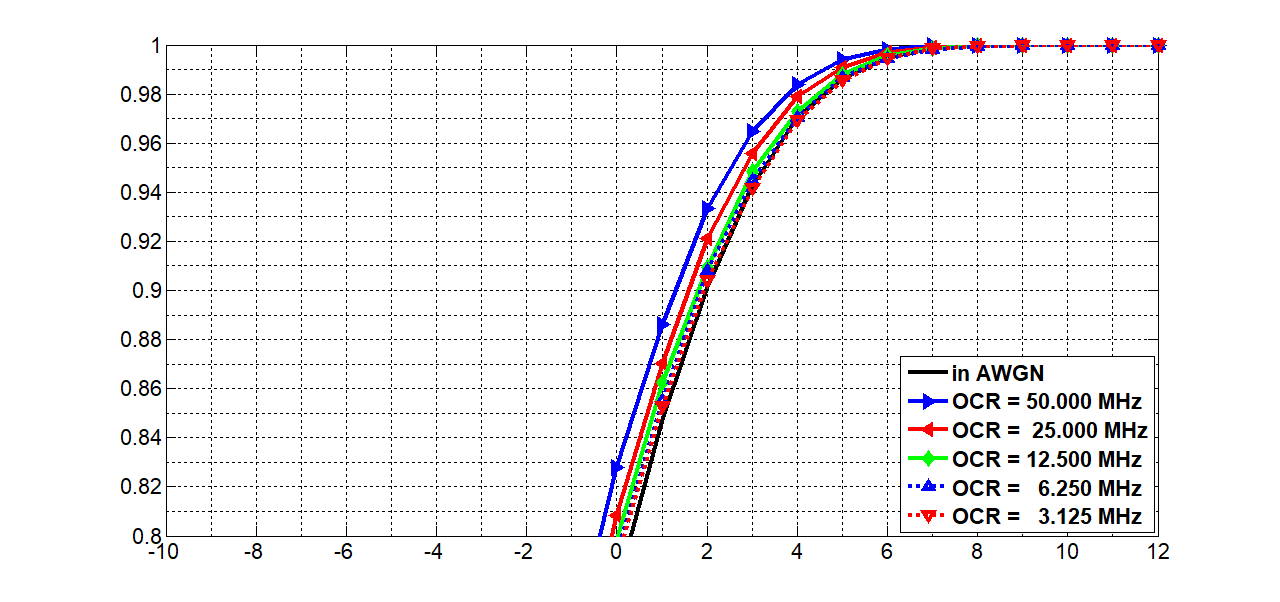 1
0.98
0.96
0.94
0.92
0.9
0.88
0.86
0.84
0.82
0.8
-10 -8 -6 -4 -2 0 2 4 6 8 10 12
in AWGN
OCR = 50.000 MHz
OCR = 25.000 MHz
OCR = 12.500 MHz
OCR = 6.250 MHz
OCR = 3.125 MHz